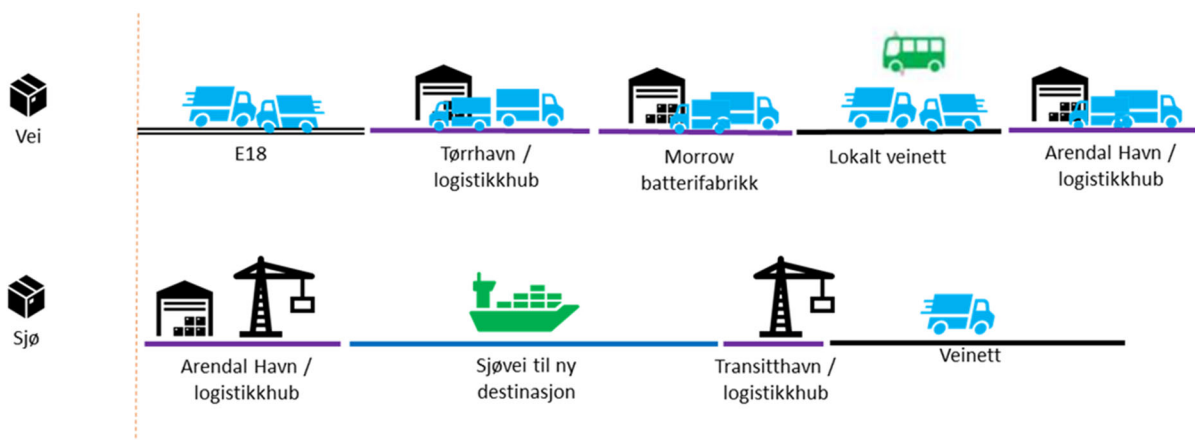 Vei
E18
Tørrhavn /
logistikkhub
Morrow
batterifabrikk
Lokalt veinett
Arendal Havn /
logistikkhub
Sjø
Arendal Havn /
logistikkhub
Sjøvei til ny
destinasjon
Transitthavn /
logistikkhub
Veinett